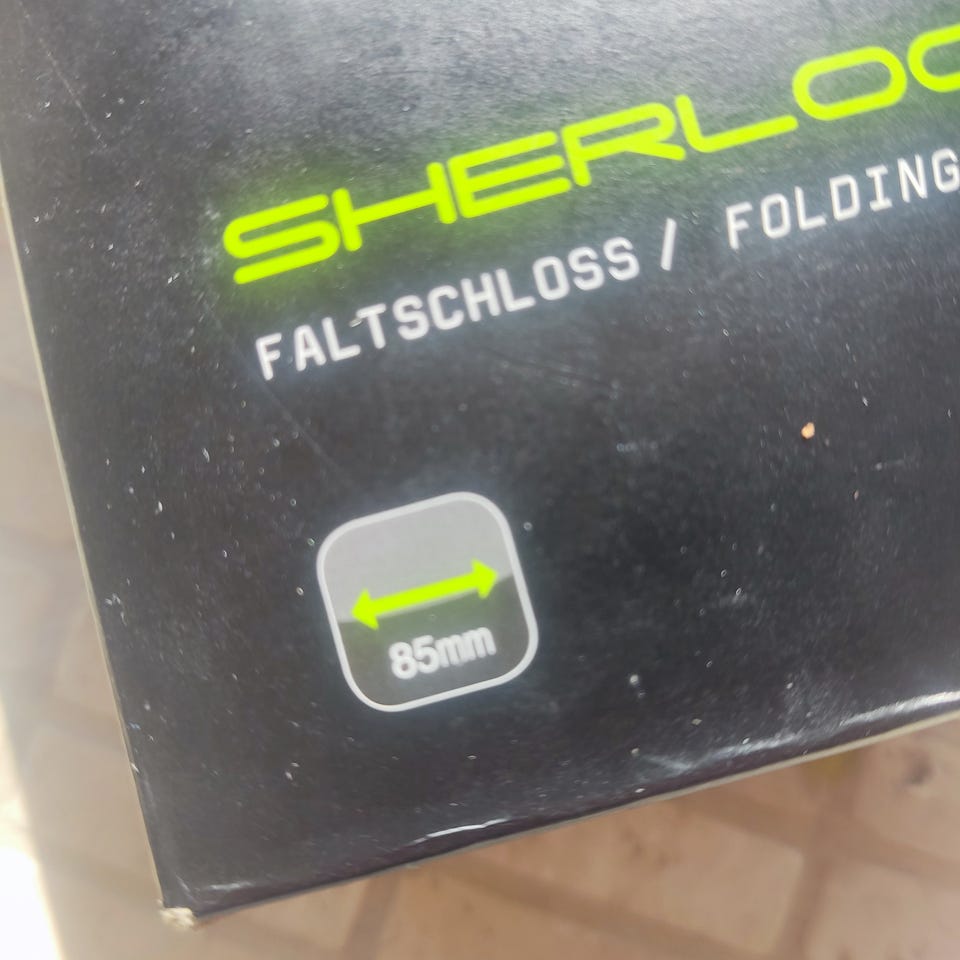 SHERLOC
FALTSCHLOSS / FOLDING
85mm